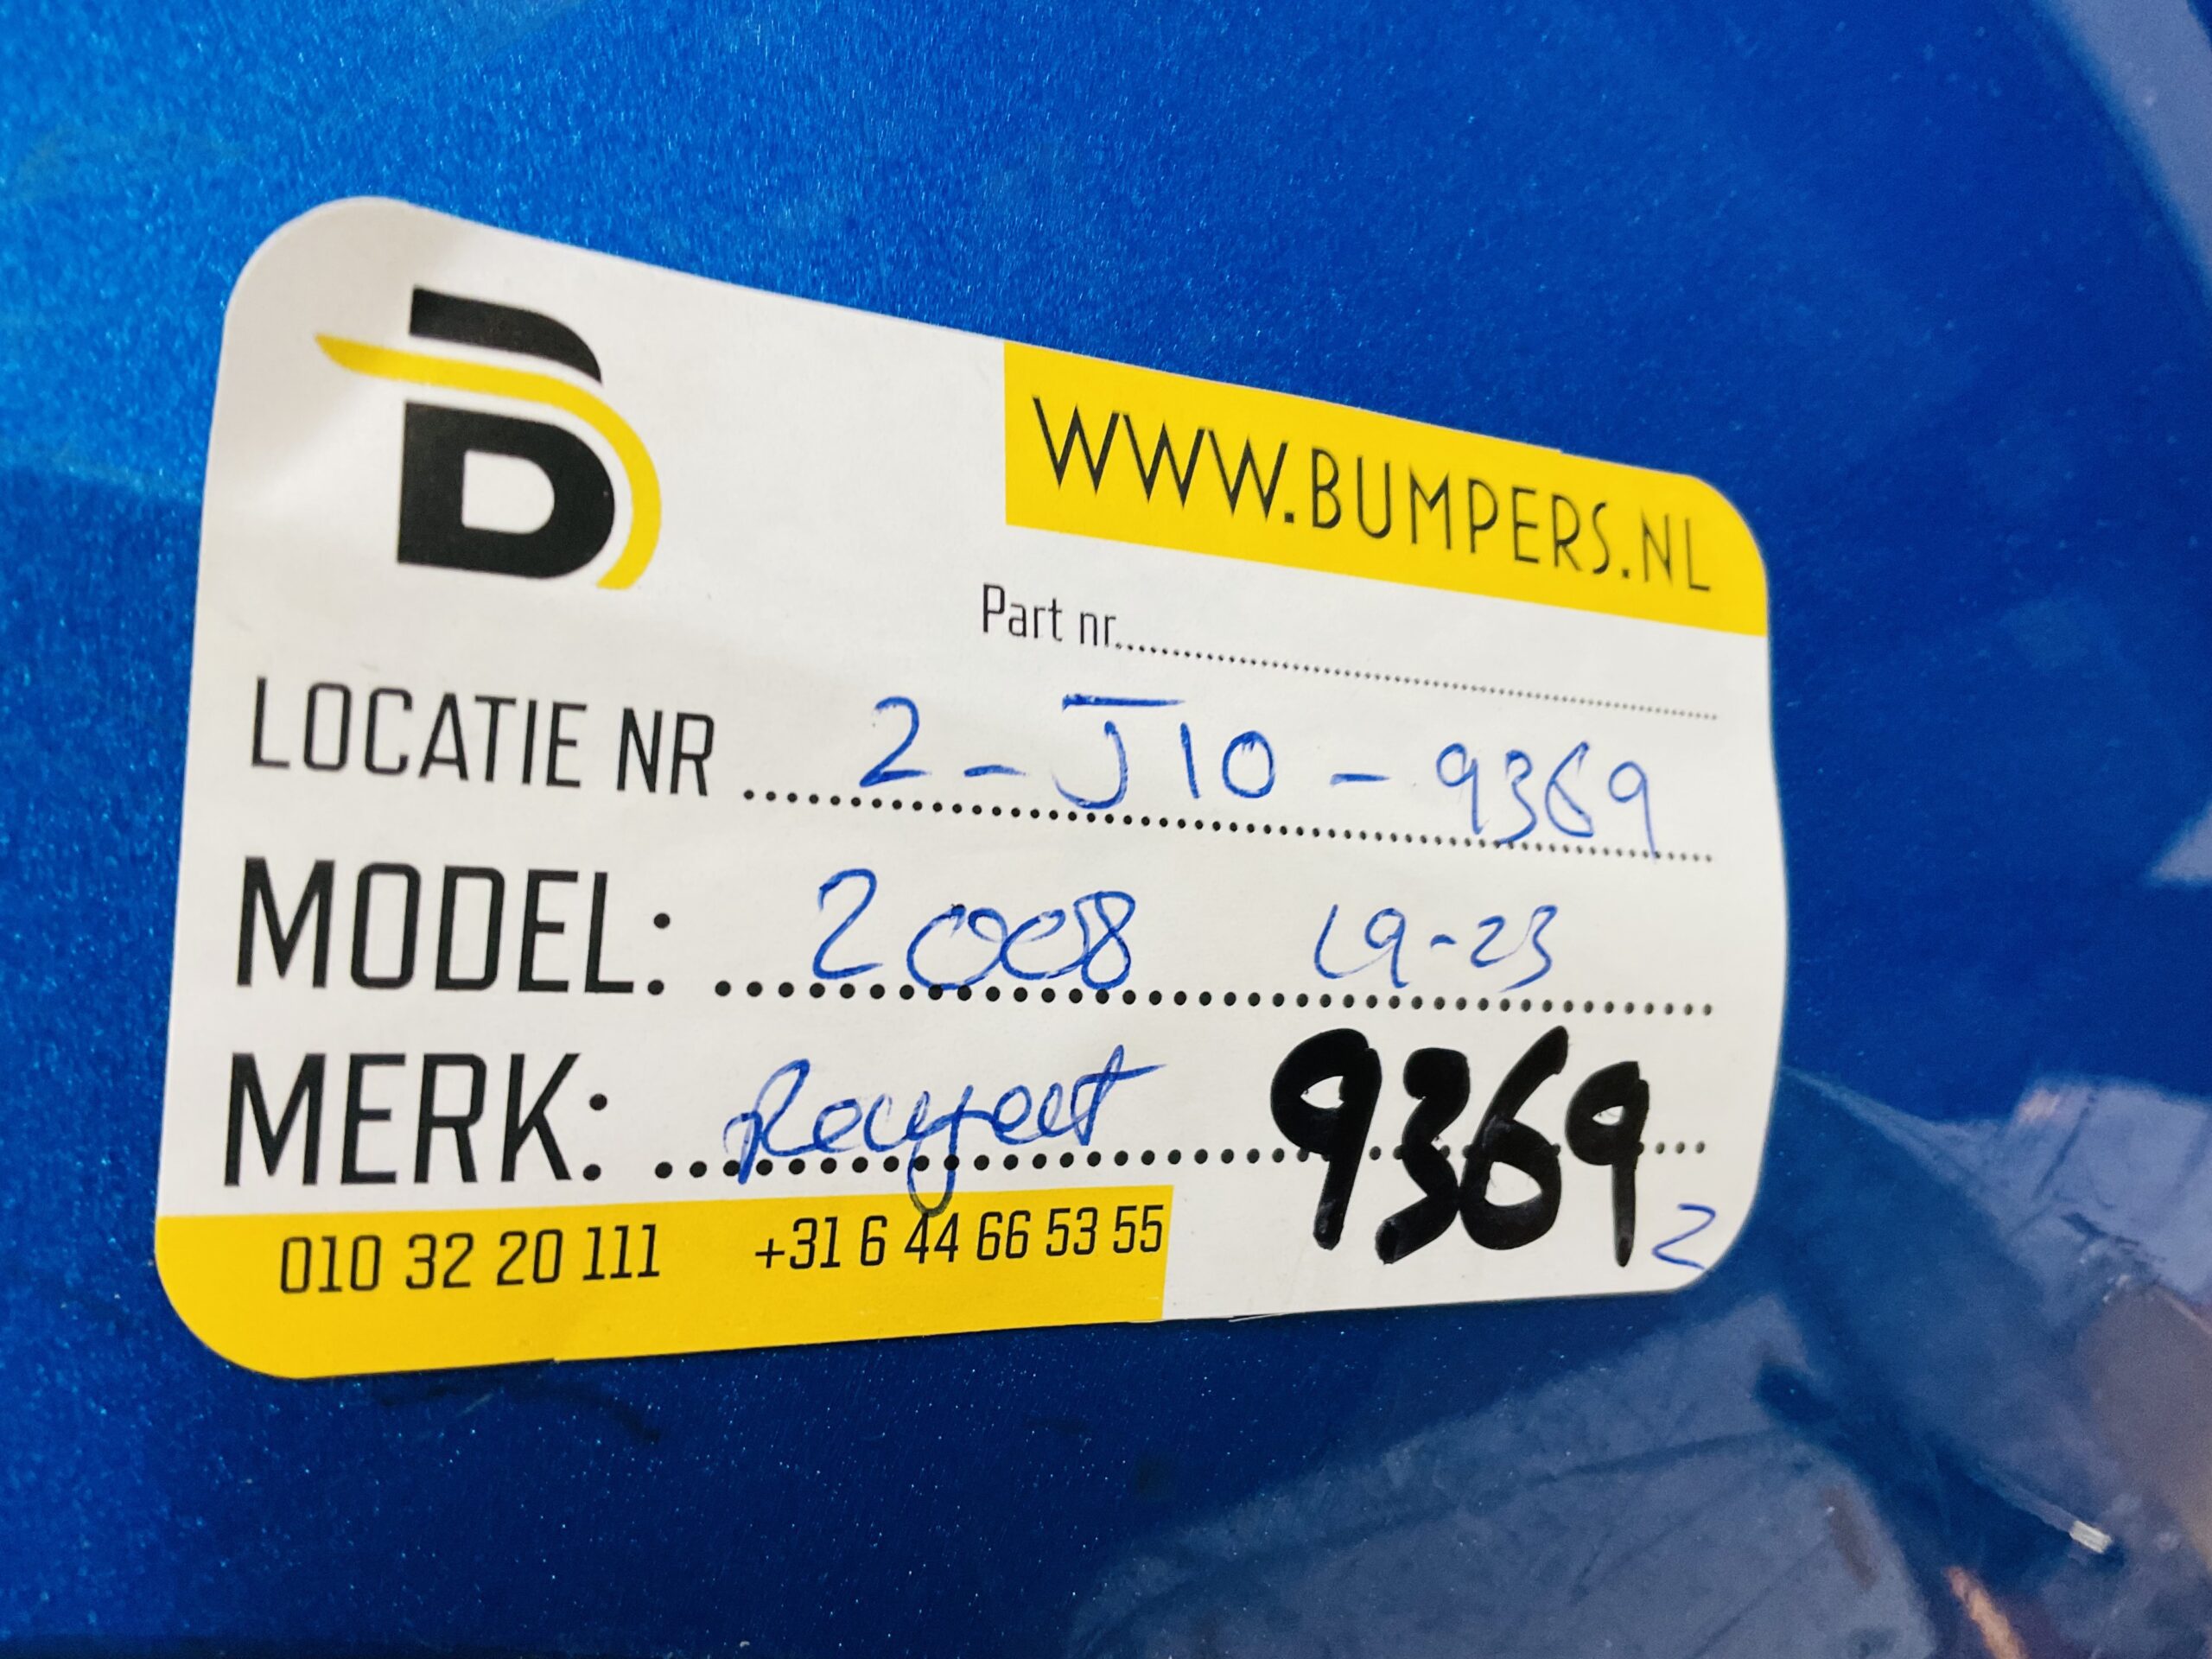 B
WWW.BUMPERS.NL
Part nr.
LOCATIE NR 2 - J10 - 9369
MODEL: 2008 19-23
MERK: Peugeot 9369
010 32 20 111 +31 6 44 66 53 55 2